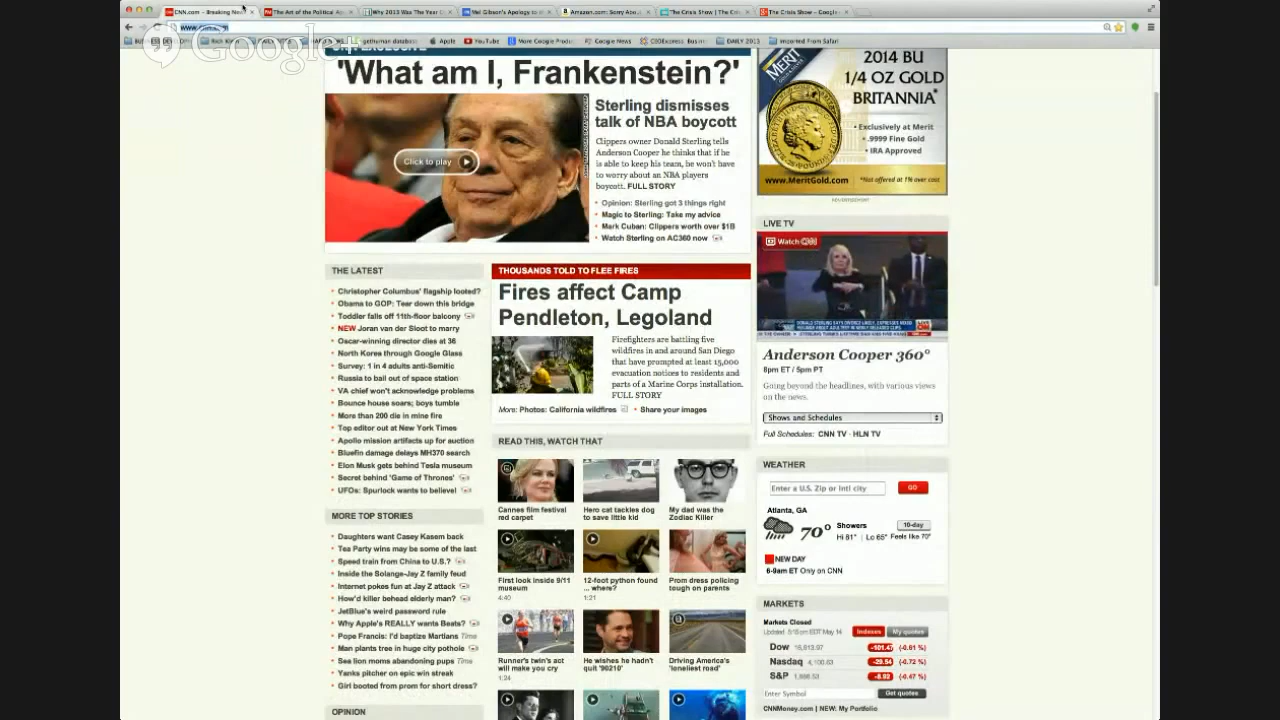 CNN.com – Breaking New
The Art of the Political Ap
Why 2013 Was The Year
Mel Gibson's Apology to
Amazon.com: Sorry Abou
The Crisis Show | The
The Crisis Show – Google
Google
Apple
YouTube
More Google Produ
Google News
DAILY 2013
Imported From Safari
'What am I, Frankenstein?'
Click to play
Sterling dismisses
talk of NBA boycott
Clippers owner Donald Sterling tells
Anderson Cooper he thinks that if he
is able to keep his team, he won't have
to worry about an NBA players
boycott. FULL STORY
Opinion: Sterling got 3 things right
Magic to Sterling: Take my advice
Mark Cuban: Clippers worth over $1B
Watch Sterling on AC360 now
MERIT
2014 BU
1/4 OZ GOLD
BRITANNIA*
• Exclusively at Merit
• .9999 Fine Gold
• IRA Approved
www.MeritGold.com
*Not offered at 1% over cost
ADVERTISEMENT
THE LATEST
Christopher Columbus' flagship looted?
Obama to GOP: Tear down this bridge
Toddler falls off 11th-floor balcony
NEW Joran van der Sloot to marry
Oscar-winning director dies at 36
North Korea through Google Glass
Survey: 1 in 4 adults anti-Semitic
Russia to bail out of space station
VA chief won't acknowledge problems
Bounce house soars; boys tumble
More than 200 die in mine fire
Top editor out at New York Times
Apollo mission artifacts up for auction
Bluefin damage delays MH370 search
Elon Musk gets behind Tesla museum
Secret behind 'Game of Thrones'
UFOs: Spurlock wants to believe!
MORE TOP STORIES
Daughters want Casey Kasem back
Tea Party wins may be some of the last
Speed train from China to U.S.?
Inside the Solange-Jay Z family feud
Internet pokes fun at Jay Z attack
How'd killer behead elderly man?
JetBlue's weird password rule
Why Apple's REALLY wants Beats?
Pope Francis: I'd baptize Martians Time
Man plants tree in huge city pothole
Sea lion moms abandoning pups Time
Yanks pitcher on epic win streak
Girl booted from prom for short dress?
OPINION
THOUSANDS TOLD TO FLEE FIRES
Fires affect Camp
Pendleton, Legoland
Firefighters are battling five
wildfires in and around San Diego
that have prompted at least 15,000
evacuation notices to residents and
parts of a Marine Corps installation.
FULL STORY
More: Photos: California wildfires • Share your images
READ THIS, WATCH THAT
Cannes film festival
red carpet
Hero cat tackles dog
to save little kid
My dad was the
Zodiac Killer
First look inside 9/11
museum
4:40
12-foot python found
... where?
1:21
Prom dress policing
tough on parents
Runner's twin's act
will make you cry
1:24
He wishes he hadn't
quit '90210'
Driving America's
'loneliest road'
LIVE TV
Watch CNN
Anderson Cooper 360°
8pm ET / 5pm PT
Going beyond the headlines, with various views
on the news.
Shows and Schedules
Full Schedules: CNN TV · HLN TV
WEATHER
Enter a U.S. Zip or Intl city
GO
Atlanta, GA
70°
Showers
Hi 81° | Lo 65° Feels like 70°
10-day
NEW DAY
6-9am ET Only on CNN
MARKETS
Markets Closed
Indexes
My quotes
Dow 16,613.97 -101.47 (-0.61 %)
Nasdaq 4,100.63 -29.54 (-0.72 %)
S&P (-0.47 %)
Enter Symbol
Get quotes
CNNMoney.com | NEW: My Portfolio